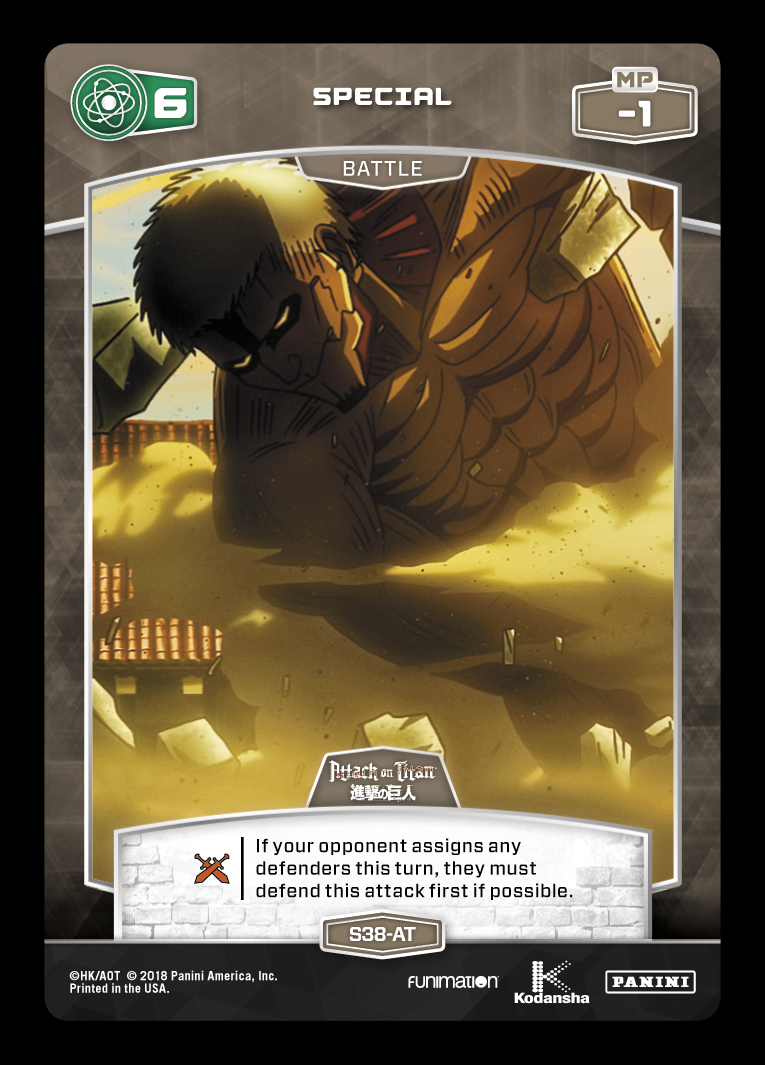 6
SPECIAL
MP
-1
BATTLE
Attack on Titan
進撃の巨人
If your opponent assigns any
defenders this turn, they must
defend this attack first if possible.
S38-AT
©HK/AOT © 2018 Panini America, Inc.
Printed in the USA.
FUNIMATION
Kodansha
PANINI